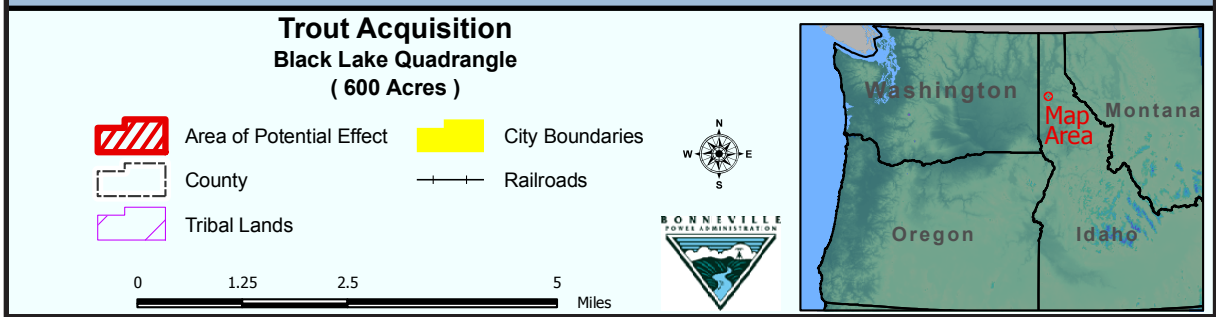 Trout Acquisition
Black Lake Quadrangle
( 600 Acres )
Area of Potential Effect
City Boundaries
County
Railroads
Tribal Lands
0 1.25 2.5 5
Miles
N
W E
S
BONNEVILLE
POWER ADMINISTRATION
Washington
Montana
Map
Area
Oregon
Idaho